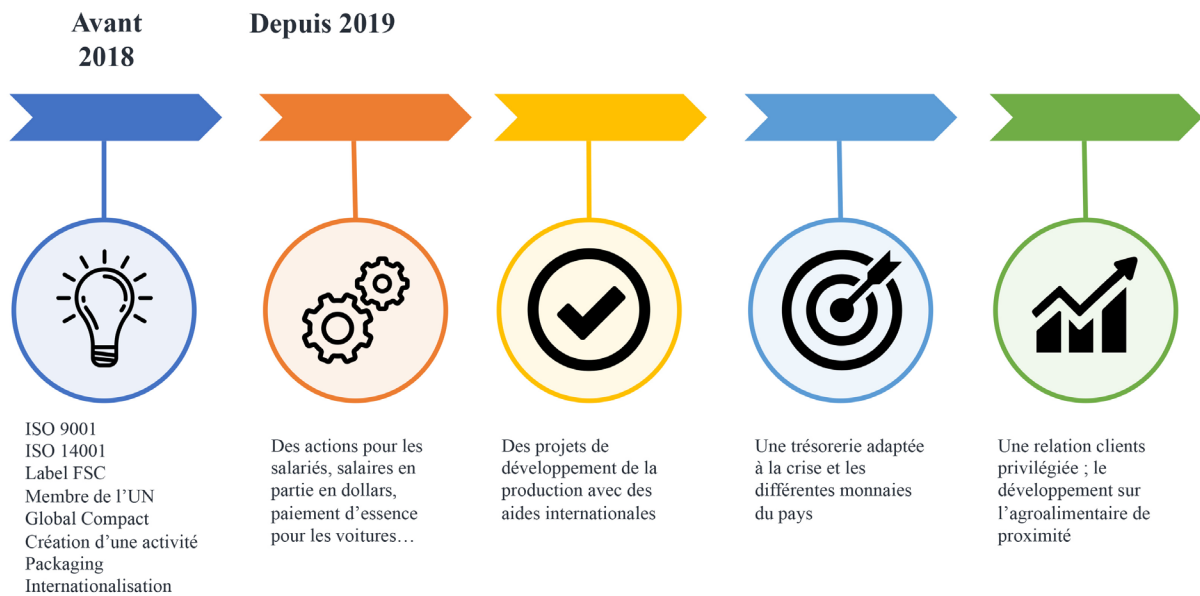 Avant
2018
Depuis 2019
ISO 9001
ISO 14001
Label FSC
Membre de l’UN
Global Compact
Création d’une activité
Packaging
Internationalisation
Des actions pour les
salariés, salaires en
partie en dollars,
paiement d’essence
pour les voitures…
Des projets de
développement de la
production avec des
aides internationales
Une trésorerie adaptée
à la crise et les
différentes monnaies
du pays
Une relation clients
privilégiée ; le
développement sur
l’agroalimentaire de
proximité